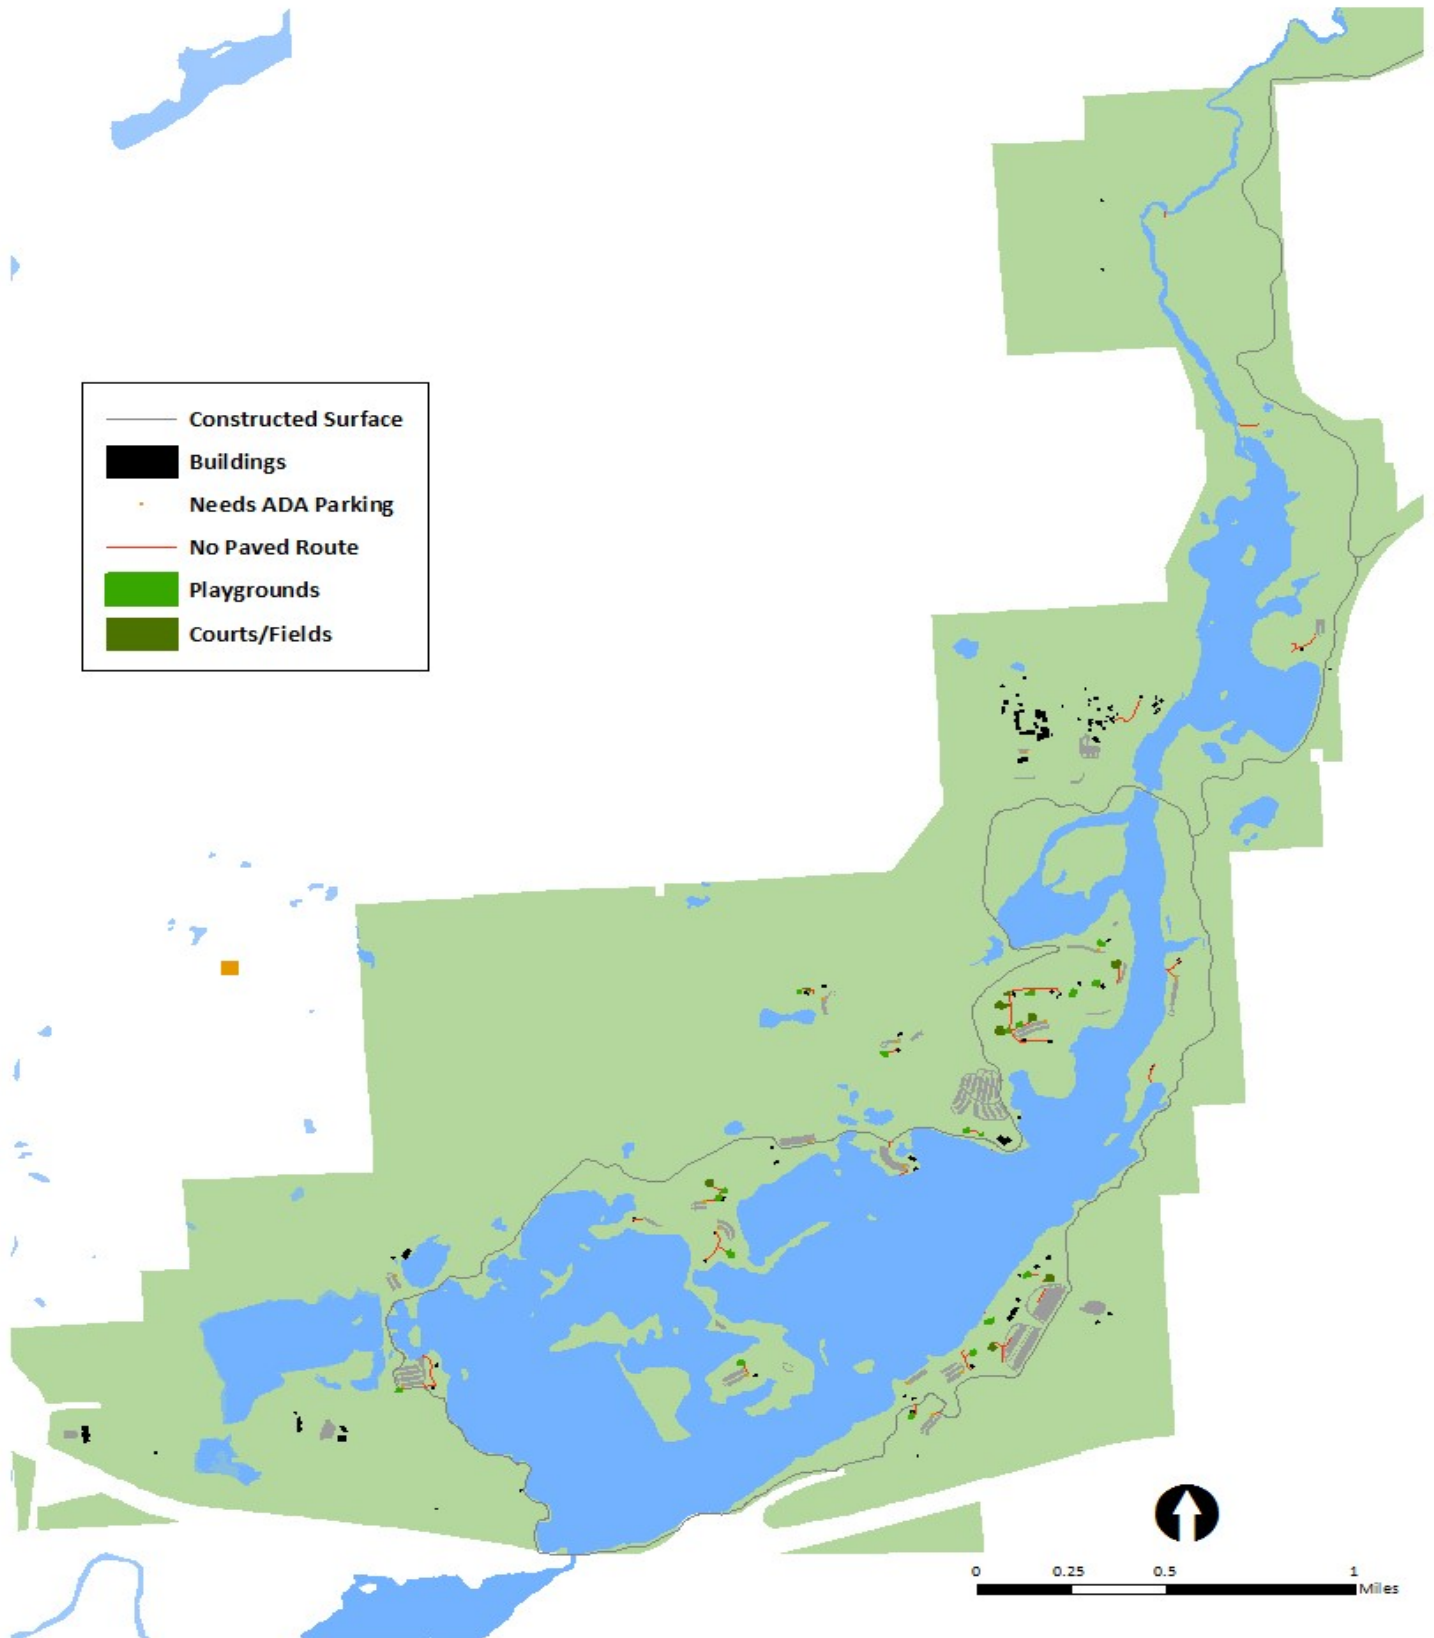 Constructed Surface
Buildings
Needs ADA Parking
No Paved Route
Playgrounds
Courts/Fields
0 0.25 0.5 1
Miles